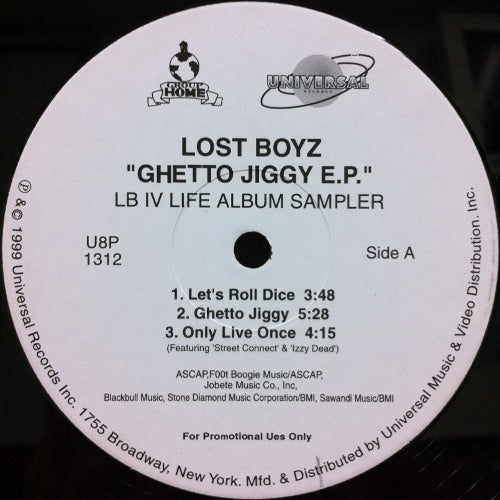 GROUP
HOME
UNIVERSAL
RECORDS
LOST BOYZ
"GHETTO JIGGY E.P."
LB IV LIFE ALBUM SAMPLER
U8P
1312
Side A
1. Let's Roll Dice 3:48
2. Ghetto Jiggy 5:28
3. Only Live Once 4:15
(Featuring 'Street Connect' & 'Izzy Dead')
ASCAP,F00t Boogie Music/ASCAP,
Jobete Music Co., Inc,
Blackbull Music, Stone Diamond Music Corporation/BMI, Sawandi Music/BMI
For Promotional Ues Only
℗ & © 1999 Universal Records Inc. 1755 Broadway, New York. Mfd. & Distributed by Universal Music & Video Distribution, Inc.